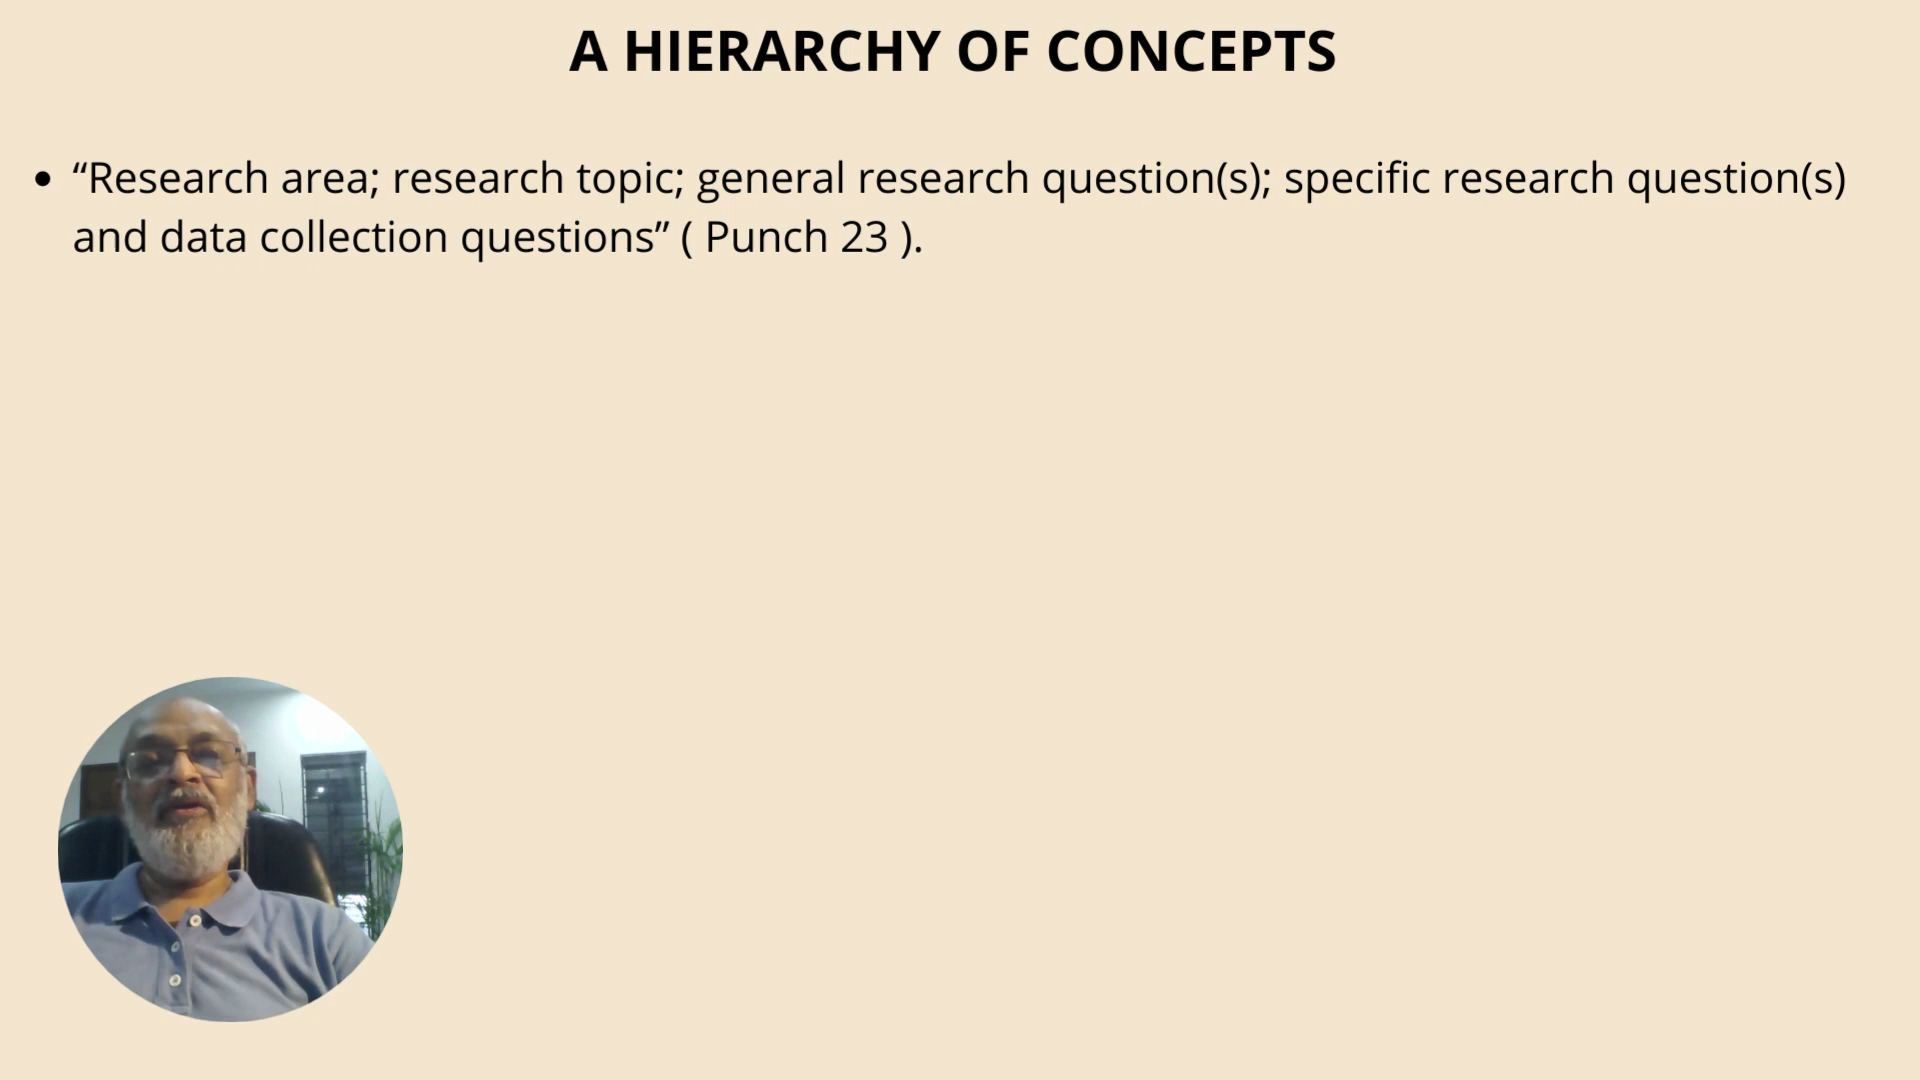 A HIERARCHY OF CONCEPTS
• “Research area; research topic; general research question(s); specific research question(s)
and data collection questions” ( Punch 23 ).